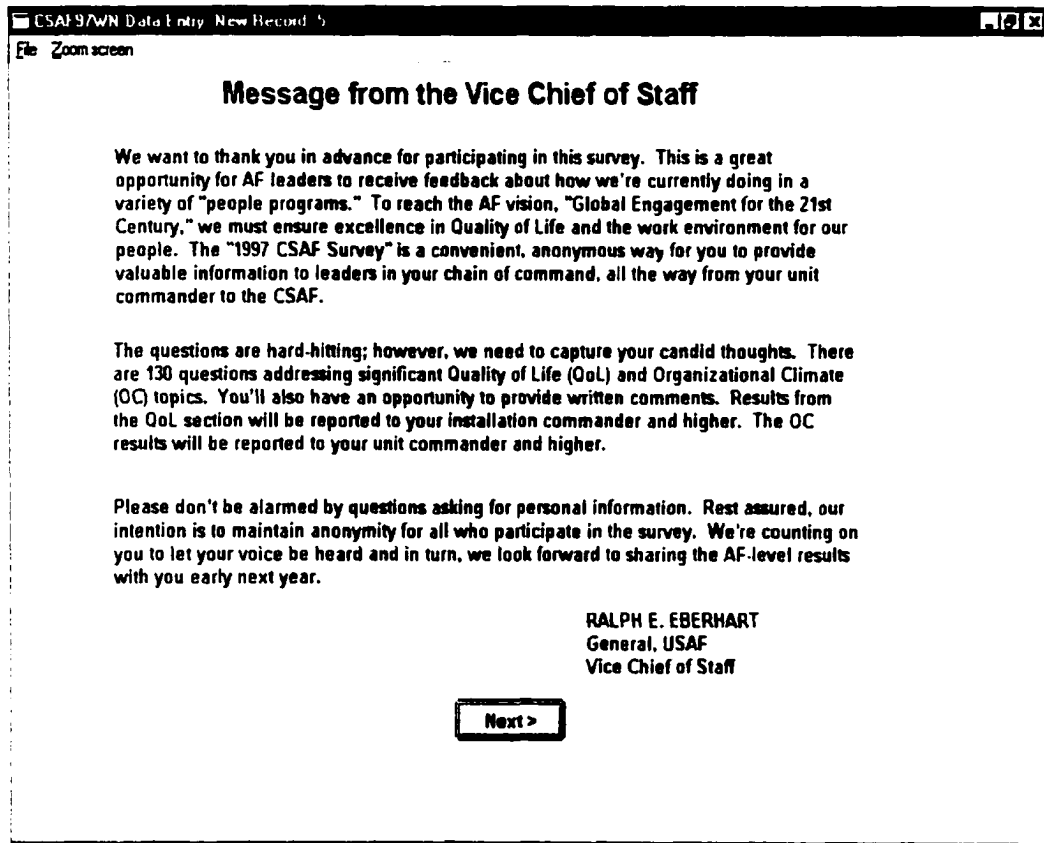 CSAF97WN Data Entry New Record 5
File Zoom screen
Message from the Vice Chief of Staff
We want to thank you in advance for participating in this survey. This is a great
opportunity for AF leaders to receive feedback about how we're currently doing in a
variety of "people programs." To reach the AF vision, "Global Engagement for the 21st
Century," we must ensure excellence in Quality of Life and the work environment for our
people. The "1997 CSAF Survey" is a convenient, anonymous way for you to provide
valuable information to leaders in your chain of command, all the way from your unit
commander to the CSAF.
The questions are hard-hitting; however, we need to capture your candid thoughts. There
are 130 questions addressing significant Quality of Life (QoL) and Organizational Climate
(OC) topics. You'll also have an opportunity to provide written comments. Results from
the QoL section will be reported to your installation commander and higher. The OC
results will be reported to your unit commander and higher.
Please don't be alarmed by questions asking for personal information. Rest assured, our
intention is to maintain anonymity for all who participate in the survey. We're counting on
you to let your voice be heard and in turn, we look forward to sharing the AF-level results
with you early next year.
RALPH E. EBERHART
General, USAF
Vice Chief of Staff
Next >